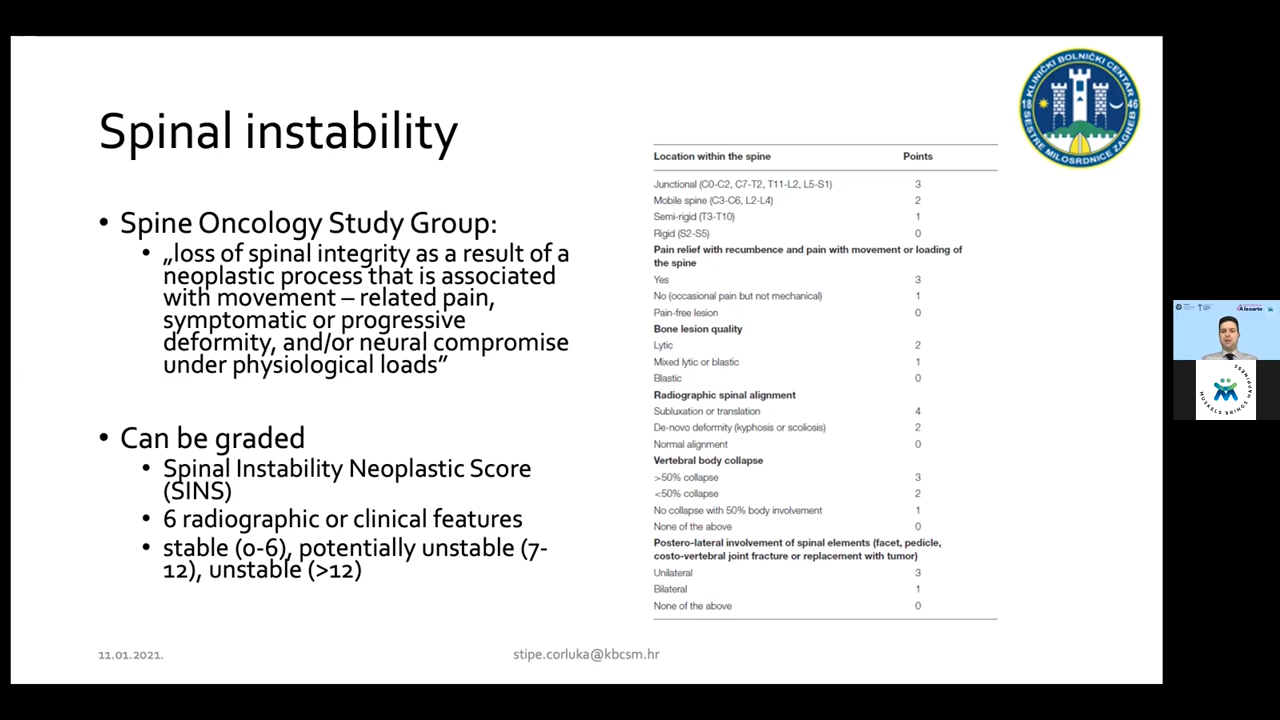 Spinal instability
• Spine Oncology Study Group:
• „loss of spinal integrity as a result of a
neoplastic process that is associated
with movement – related pain,
symptomatic or progressive
deformity, and/or neural compromise
under physiological loads”
• Can be graded
• Spinal Instability Neoplastic Score
(SINS)
• 6 radiographic or clinical features
• stable (0-6), potentially unstable (7-
12), unstable (>12)
Location within the spine Points
Junctional (C0-C2, C7-T2, T11-L2, L5-S1) 3
Mobile spine (C3-C6, L2-L4) 2
Semi-rigid (T3-T10) 1
Rigid (S2-S5) 0
Pain relief with recumbence and pain with movement or loading of
the spine
Yes 3
No (occasional pain but not mechanical) 1
Pain-free lesion 0
Bone lesion quality
Lytic 2
Mixed lytic or blastic 1
Blastic 0
Radiographic spinal alignment
Subluxation or translation 4
De-novo deformity (kyphosis or scoliosis) 2
Normal alignment 0
Vertebral body collapse
>50% collapse 3
<50% collapse 2
No collapse with 50% body involvement 1
None of the above 0
Postero-lateral involvement of spinal elements (facet, pedicle,
costo-vertebral joint fracture or replacement with tumor)
Unilateral 3
Bilateral 1
None of the above 0
11.01.2021.
stipe.corluka@kbcsm.hr
KLINIČKI BOLNIČKI CENTAR
18 46
SESTRE MILOSRDNICE ZAGREB
MUSKELS BRINGS HAPPINESS